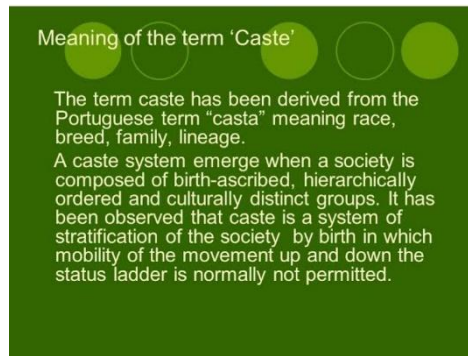 Meaning of the term ‘Caste’
The term caste has been derived from the
Portuguese term “casta” meaning race,
breed, family, lineage.
A caste system emerge when a society is
composed of birth-ascribed, hierarchically
ordered and culturally distinct groups. It has
been observed that caste is a system of
stratification of the society by birth in which
mobility of the movement up and down the
status ladder is normally not permitted.